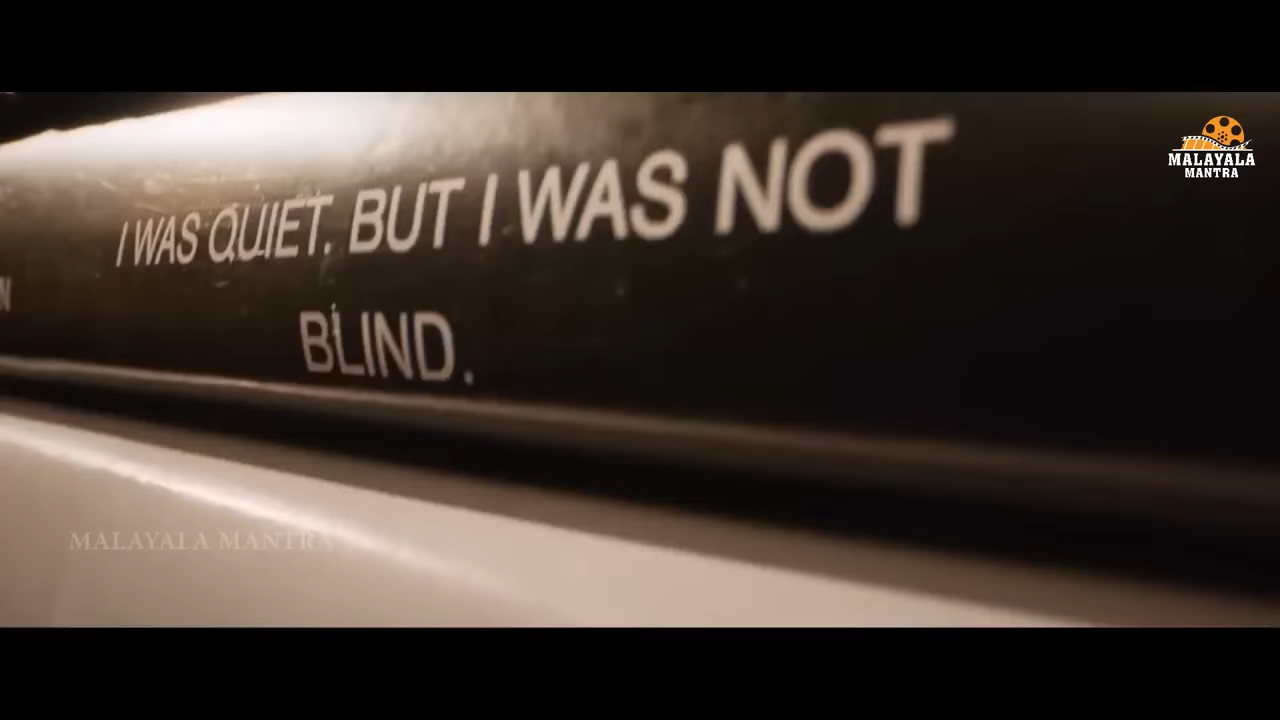 I WAS QUIET. BUT I WAS NOT
BLIND.
MALAYALA
MANTRA
MALAYALA MANTRA